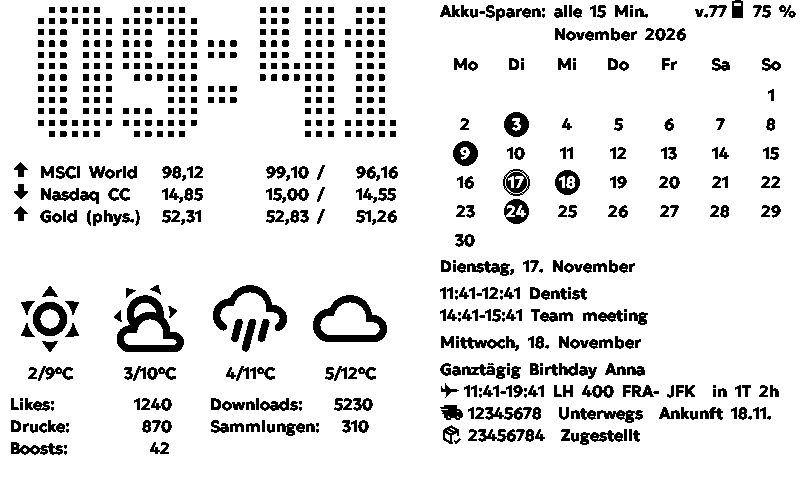 09:41
MSCI World 98,12 99,10 / 96,16
Nasdaq CC 14,85 15,00 / 14,55
Gold (phys.) 52,31 52,83 / 51,26
2/9°C 3/10°C 4/11°C 5/12°C
Likes: 1240 Downloads: 5230
Drucke: 870 Sammlungen: 310
Boosts: 42
Akku-Sparen: alle 15 Min. v.77 75 %
November 2026
Mo Di Mi Do Fr Sa So
1
2 3 4 5 6 7 8
9 10 11 12 13 14 15
16 17 18 19 20 21 22
23 24 25 26 27 28 29
30
Dienstag, 17. November
11:41-12:41 Dentist
14:41-15:41 Team meeting
Mittwoch, 18. November
Ganztägig Birthday Anna
11:41-19:41 LH 400 FRA- JFK in 1T 2h
12345678 Unterwegs Ankunft 18.11.
23456784 Zugestellt